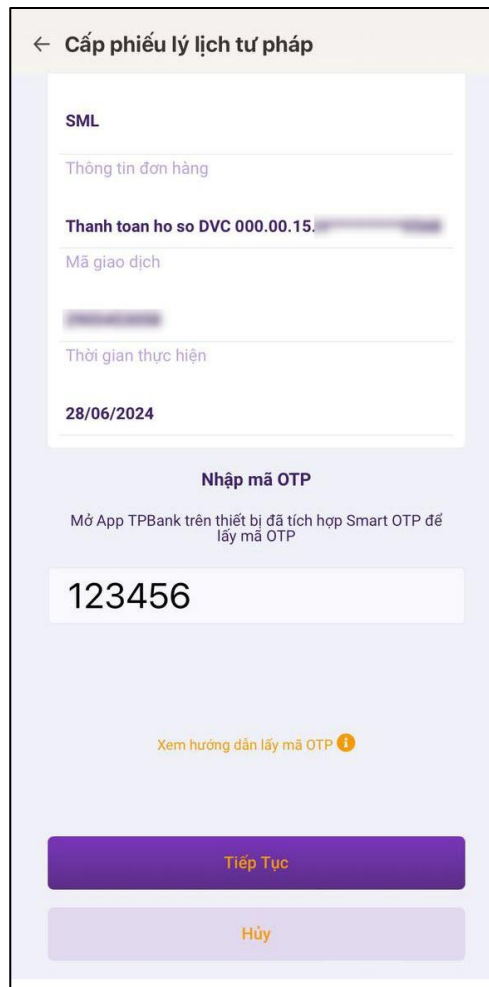 ← Cấp phiếu lý lịch tư pháp
SML
Thông tin đơn hàng
Thanh toan ho so DVC 000.00.15.
Mã giao dịch
Thời gian thực hiện
28/06/2024
Nhập mã OTP
Mở App TPBank trên thiết bị đã tích hợp Smart OTP để
lấy mã OTP
123456
Xem hướng dẫn lấy mã OTP
Tiếp Tục
Hủy